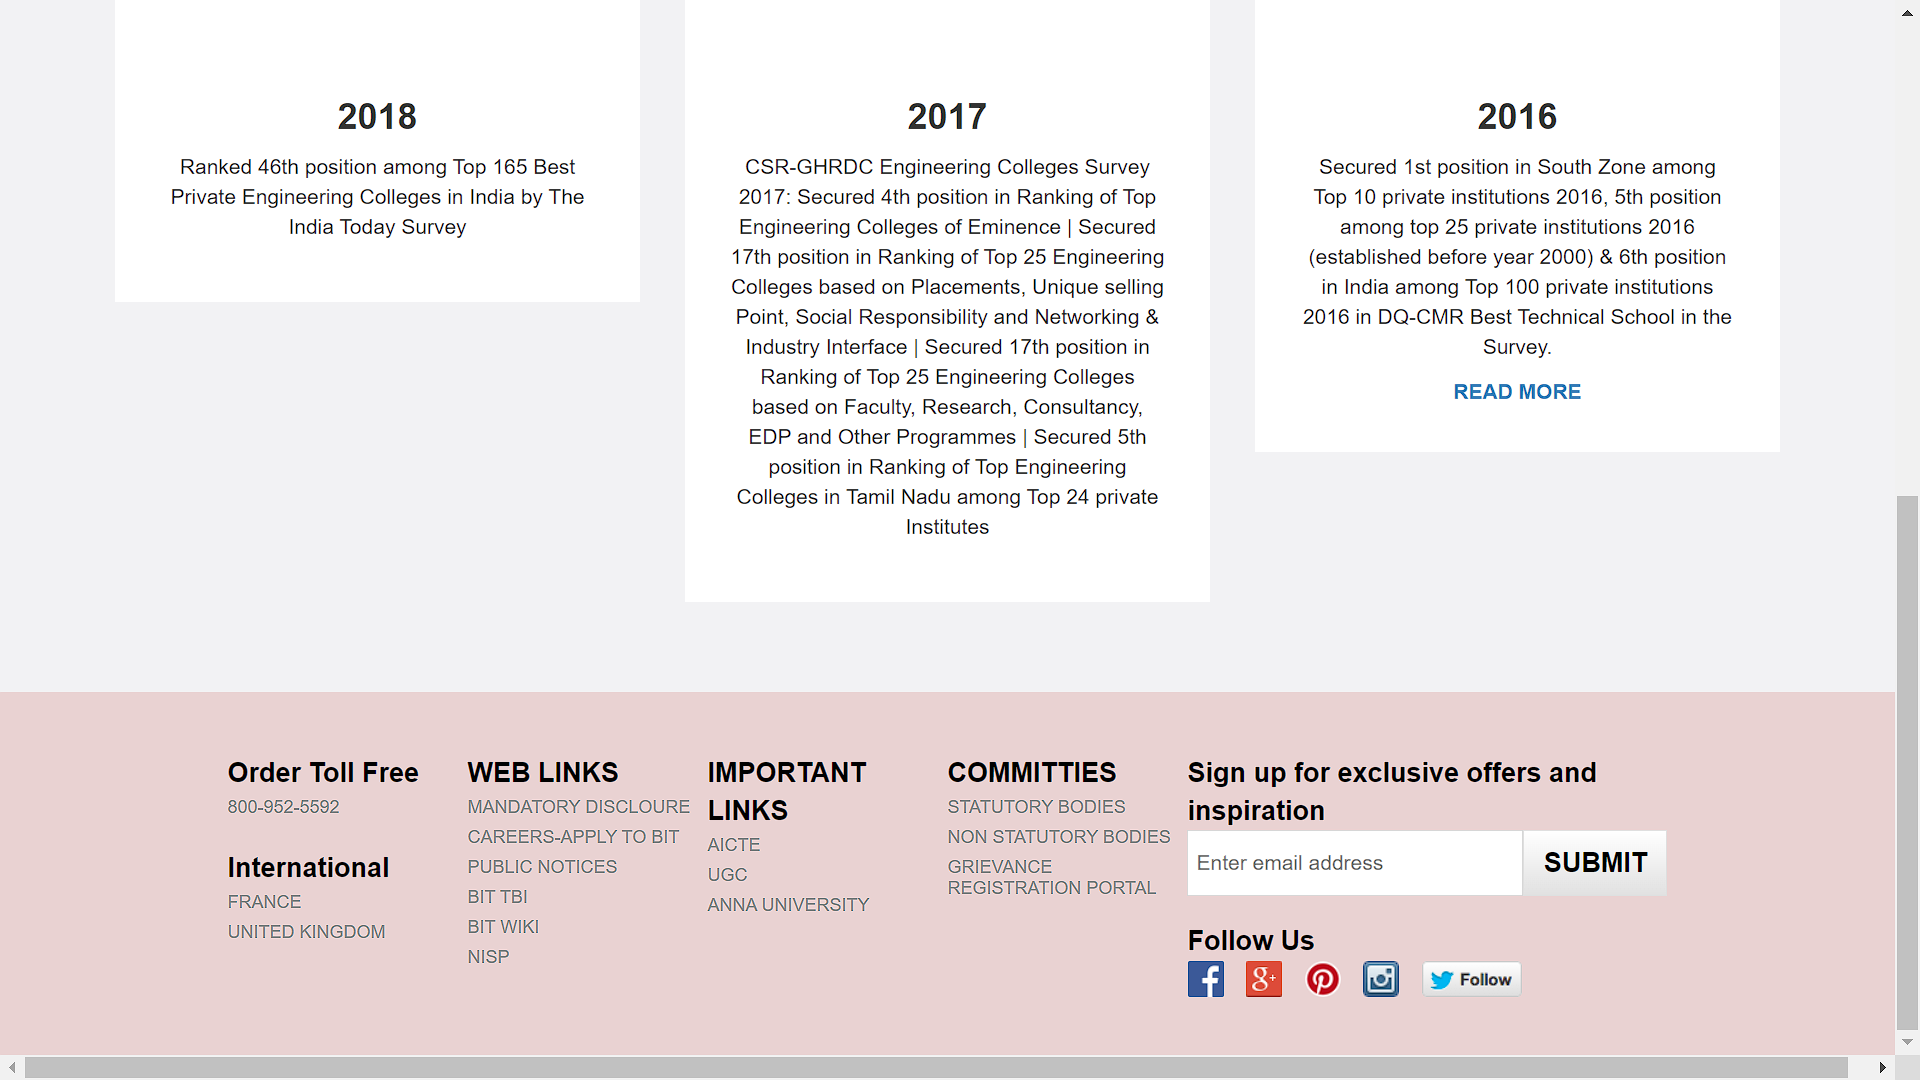 2018
Ranked 46th position among Top 165 Best
Private Engineering Colleges in India by The
India Today Survey
2017
CSR-GHRDC Engineering Colleges Survey
2017: Secured 4th position in Ranking of Top
Engineering Colleges of Eminence | Secured
17th position in Ranking of Top 25 Engineering
Colleges based on Placements, Unique selling
Point, Social Responsibility and Networking &
Industry Interface | Secured 17th position in
Ranking of Top 25 Engineering Colleges
based on Faculty, Research, Consultancy,
EDP and Other Programmes | Secured 5th
position in Ranking of Top Engineering
Colleges in Tamil Nadu among Top 24 private
Institutes
2016
Secured 1st position in South Zone among
Top 10 private institutions 2016, 5th position
among top 25 private institutions 2016
(established before year 2000) & 6th position
in India among Top 100 private institutions
2016 in DQ-CMR Best Technical School in the
Survey.
READ MORE
Order Toll Free
800-952-5592
International
FRANCE
UNITED KINGDOM
WEB LINKS
MANDATORY DISCLOURE
CAREERS-APPLY TO BIT
PUBLIC NOTICES
BIT TBI
BIT WIKI
NISP
IMPORTANT
LINKS
AICTE
UGC
ANNA UNIVERSITY
COMMITTIES
STATUTORY BODIES
NON STATUTORY BODIES
GRIEVANCE
REGISTRATION PORTAL
Sign up for exclusive offers and
inspiration
Enter email address
SUBMIT
Follow Us
Follow